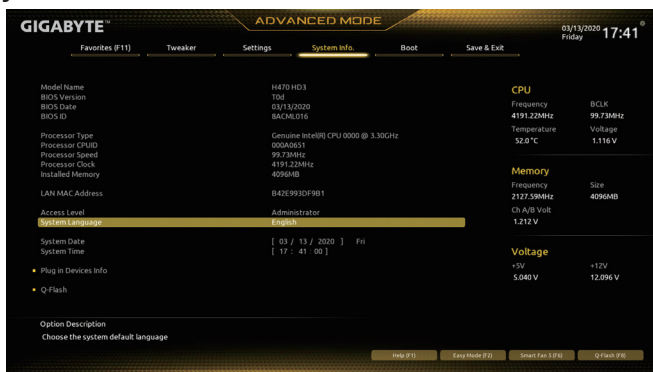 GIGABYTE™
ADVANCED MODE
03/13/2020 Friday 17:41
Favorites (F11) Tweaker Settings System Info. Boot Save & Exit
Model Name H470 HD3
BIOS Version T0d
BIOS Date 03/13/2020
BIOS ID 8ACML016
Processor Type Genuine Intel(R) CPU 0000 @ 3.30GHz
Processor CPUID 000A0651
Processor Speed 99.73MHz
Processor Clock 4191.22MHz
Installed Memory 4096MB
LAN MAC Address B42E993DF9B1
Access Level Administrator
System Language English
System Date [ 03 / 13 / 2020 ] Fri
System Time [ 17 : 41 : 00 ]
Plug in Devices Info
Q-Flash
Option Description
Choose the system default language
CPU
Frequency BCLK
4191.22MHz 99.73MHz
Temperature Voltage
52.0 °C 1.116 V
Memory
Frequency Size
2127.59MHz 4096MB
Ch A/B Volt
1.212 V
Voltage
+5V +12V
5.040 V 12.096 V
Help (F1) Easy Mode (F2) Smart Fan 5 (F6) Q-Flash (F8)